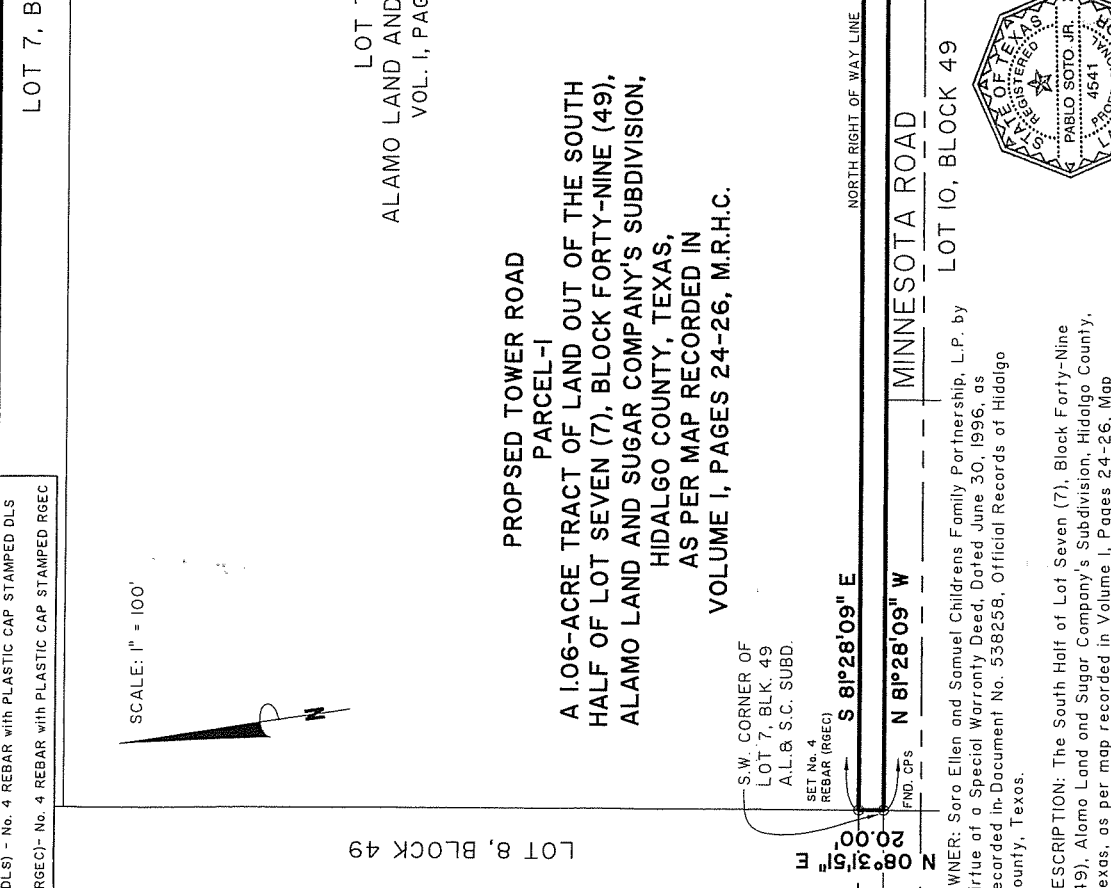 DLS) - No. 4 REBAR with PLASTIC CAP STAMPED DLS
RGEC)- No. 4 REBAR with PLASTIC CAP STAMPED RGEC
LOT 7, B
SCALE: 1" = 100'
N
LOT
ALAMO LAND AND
VOL. 1, PAG
PROPSED TOWER ROAD
PARCEL-1
A 1.06-ACRE TRACT OF LAND OUT OF THE SOUTH
HALF OF LOT SEVEN (7), BLOCK FORTY-NINE (49),
ALAMO LAND AND SUGAR COMPANY'S SUBDIVISION,
HIDALGO COUNTY, TEXAS,
AS PER MAP RECORDED IN
VOLUME 1, PAGES 24-26, M.R.H.C.
LOT 8, BLOCK 49
S.W. CORNER OF
LOT 7, BLK. 49
A.L.& S.C. SUBD.
SET No. 4
REBAR (RGEC)
S 81°28'09" E
N 81°28'09" W
FND. CPS
N 08°31'51" E
20.00'
NORTH RIGHT OF WAY LINE
MINNESOTA ROAD
LOT 10, BLOCK 49
WNER: Sara Ellen and Samuel Childrens Family Partnership, L.P. by
irtue of a Special Warranty Deed, Dated June 30, 1996, as
ecorded in Document No. 538258, Official Records of Hidalgo
ounty, Texas.
ESCRIPTION: The South Half of Lot Seven (7), Block Forty-Nine
49), Alamo Land and Sugar Company's Subdivision, Hidalgo County,
exas, as per map recorded in Volume 1, Pages 24-26, Map
STATE OF TEXAS
REGISTERED
PABLO SOTO, JR.
4541